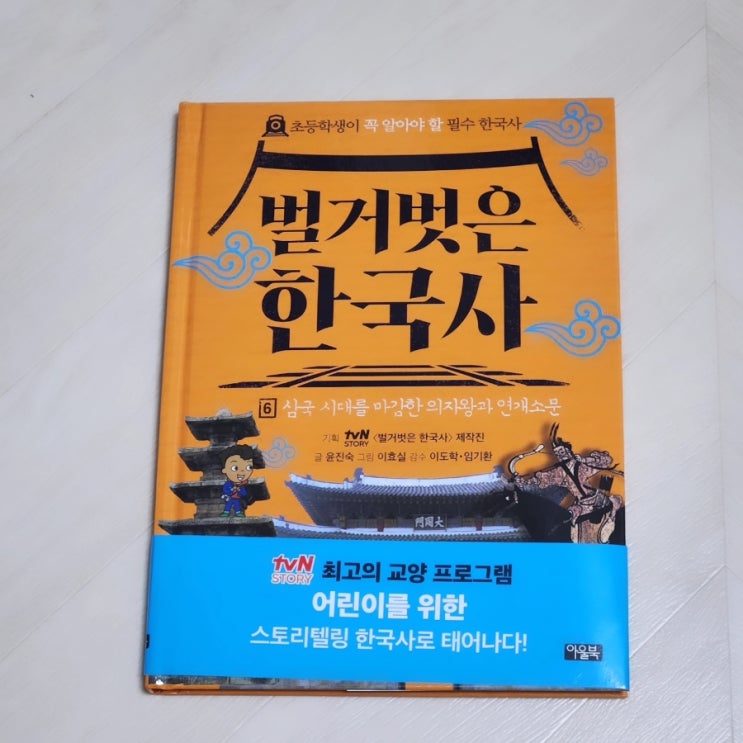 초등학생이 꼭 알아야 할 필수 한국사
벌거벗은
한국사
6 삼국 시대를 마감한 의자왕과 연개소문
기획 tvN STORY 〈벌거벗은 한국사〉 제작진
글 윤진숙 그림 이효실 감수 이도학·임기환
門同大
tvN STORY 최고의 교양 프로그램
어린이를 위한
스토리텔링 한국사로 태어나다!
아울북